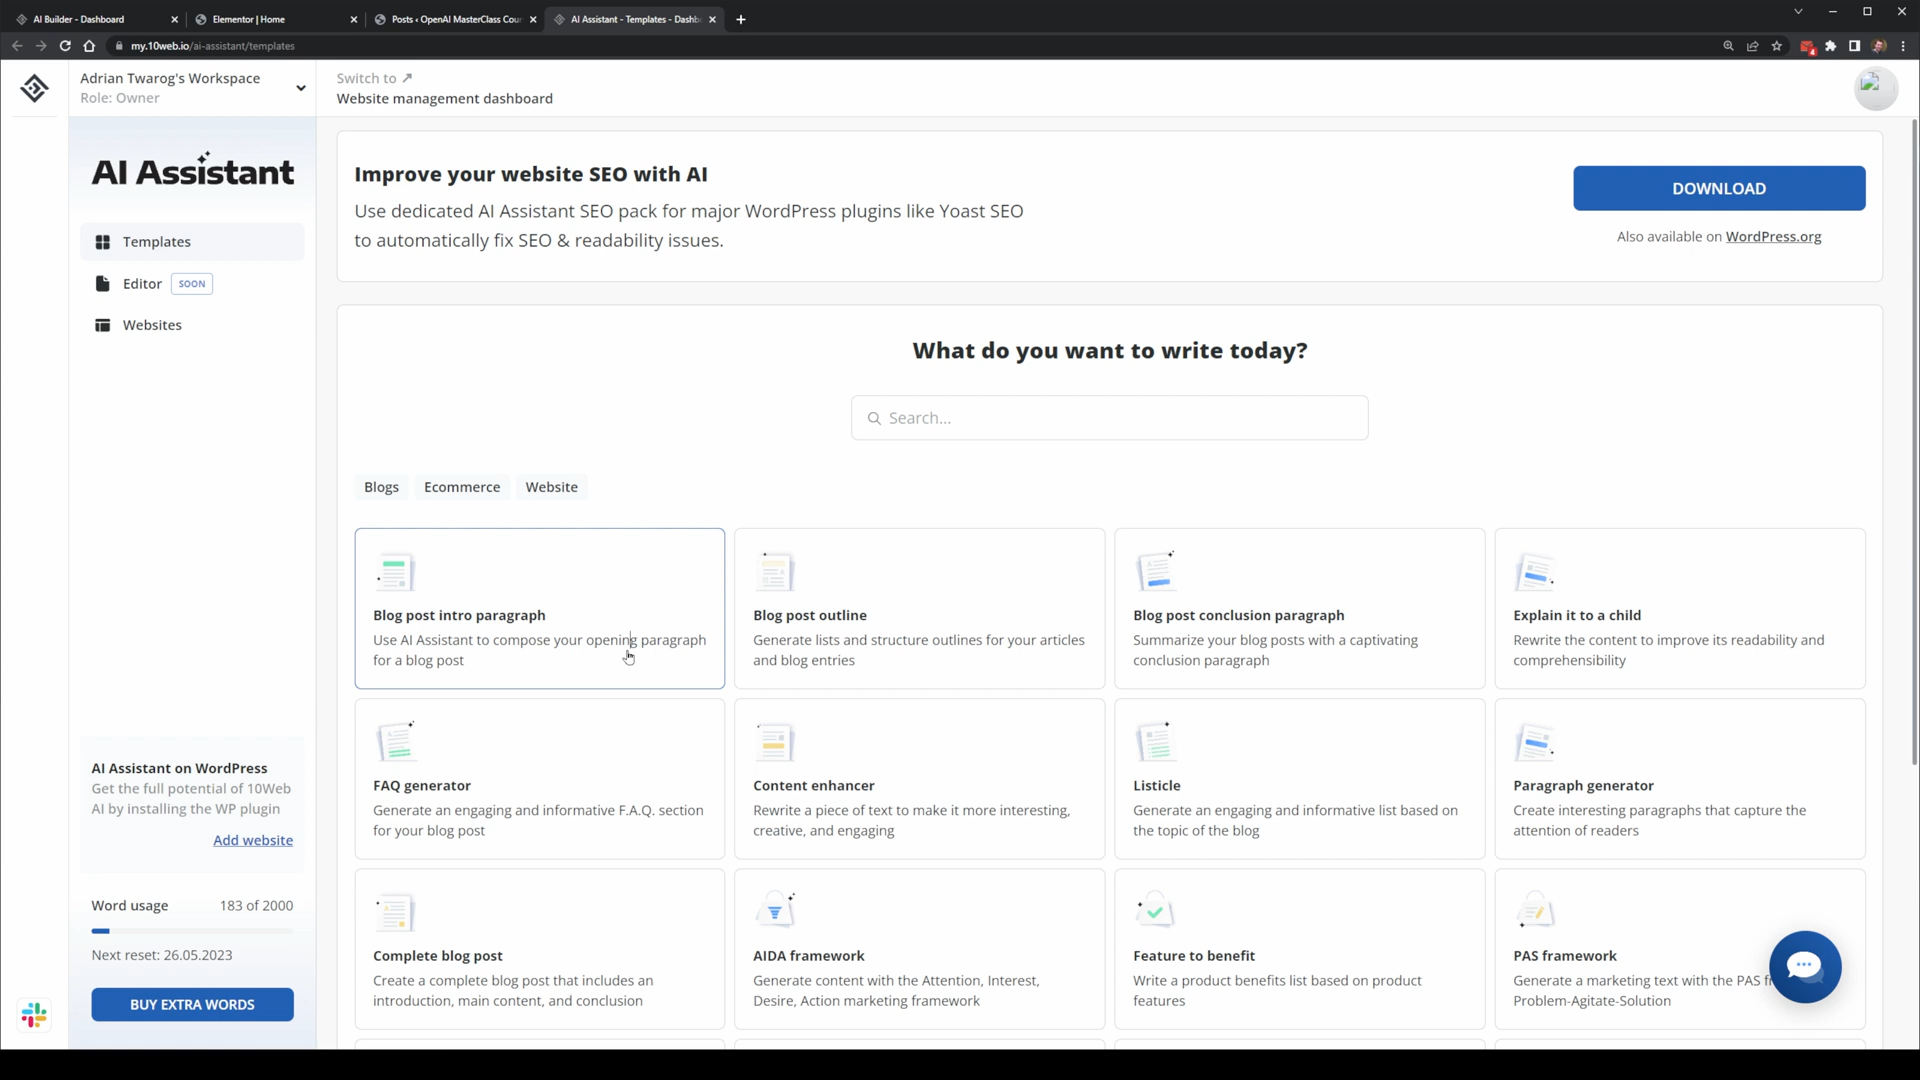 AI Builder - Dashboard
Elementor | Home
Posts ‹ OpenAI MasterClass Cour
AI Assistant - Templates - Dashb
my.10web.io/ai-assistant/templates
4
Adrian Twarog's Workspace
Role: Owner
Switch to
Website management dashboard
AI Assistant
Templates
Editor SOON
Websites
Improve your website SEO with AI
Use dedicated AI Assistant SEO pack for major WordPress plugins like Yoast SEO
to automatically fix SEO & readability issues.
DOWNLOAD
Also available on WordPress.org
What do you want to write today?
Search...
Blogs Ecommerce Website
Blog post intro paragraph
Use AI Assistant to compose your opening paragraph
for a blog post
Blog post outline
Generate lists and structure outlines for your articles
and blog entries
Blog post conclusion paragraph
Summarize your blog posts with a captivating
conclusion paragraph
Explain it to a child
Rewrite the content to improve its readability and
comprehensibility
FAQ generator
Generate an engaging and informative F.A.Q. section
for your blog post
Content enhancer
Rewrite a piece of text to make it more interesting,
creative, and engaging
Listicle
Generate an engaging and informative list based on
the topic of the blog
Paragraph generator
Create interesting paragraphs that capture the
attention of readers
Complete blog post
Create a complete blog post that includes an
introduction, main content, and conclusion
AIDA framework
Generate content with the Attention, Interest,
Desire, Action marketing framework
Feature to benefit
Write a product benefits list based on product
features
PAS framework
Generate a marketing text with the PAS
Problem-Agitate-Solution
AI Assistant on WordPress
Get the full potential of 10Web
AI by installing the WP plugin
Add website
Word usage 183 of 2000
Next reset: 26.05.2023
BUY EXTRA WORDS